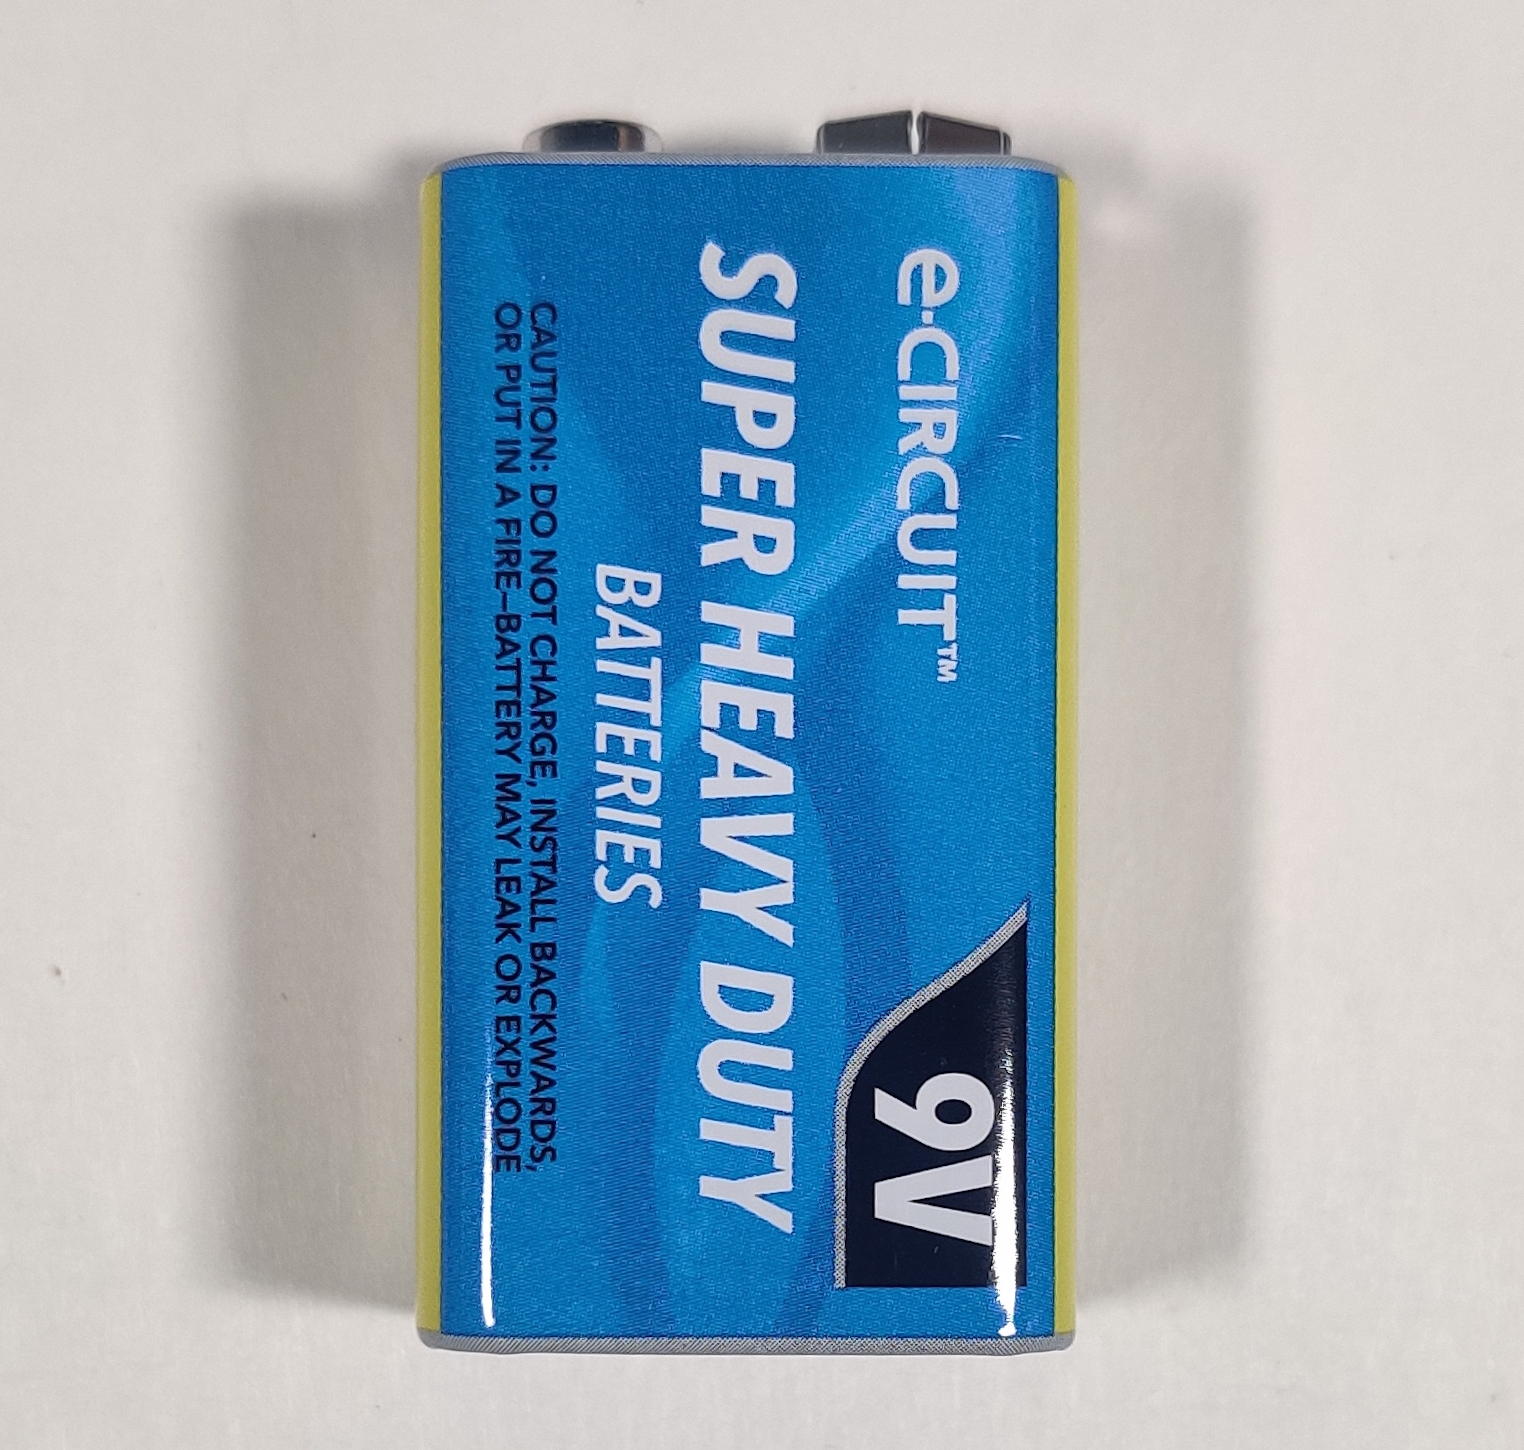 e·CIRCUIT™
SUPER HEAVY DUTY
BATTERIES
CAUTION: DO NOT CHARGE, INSTALL BACKWARDS,
OR PUT IN A FIRE–BATTERY MAY LEAK OR EXPLODE
9V